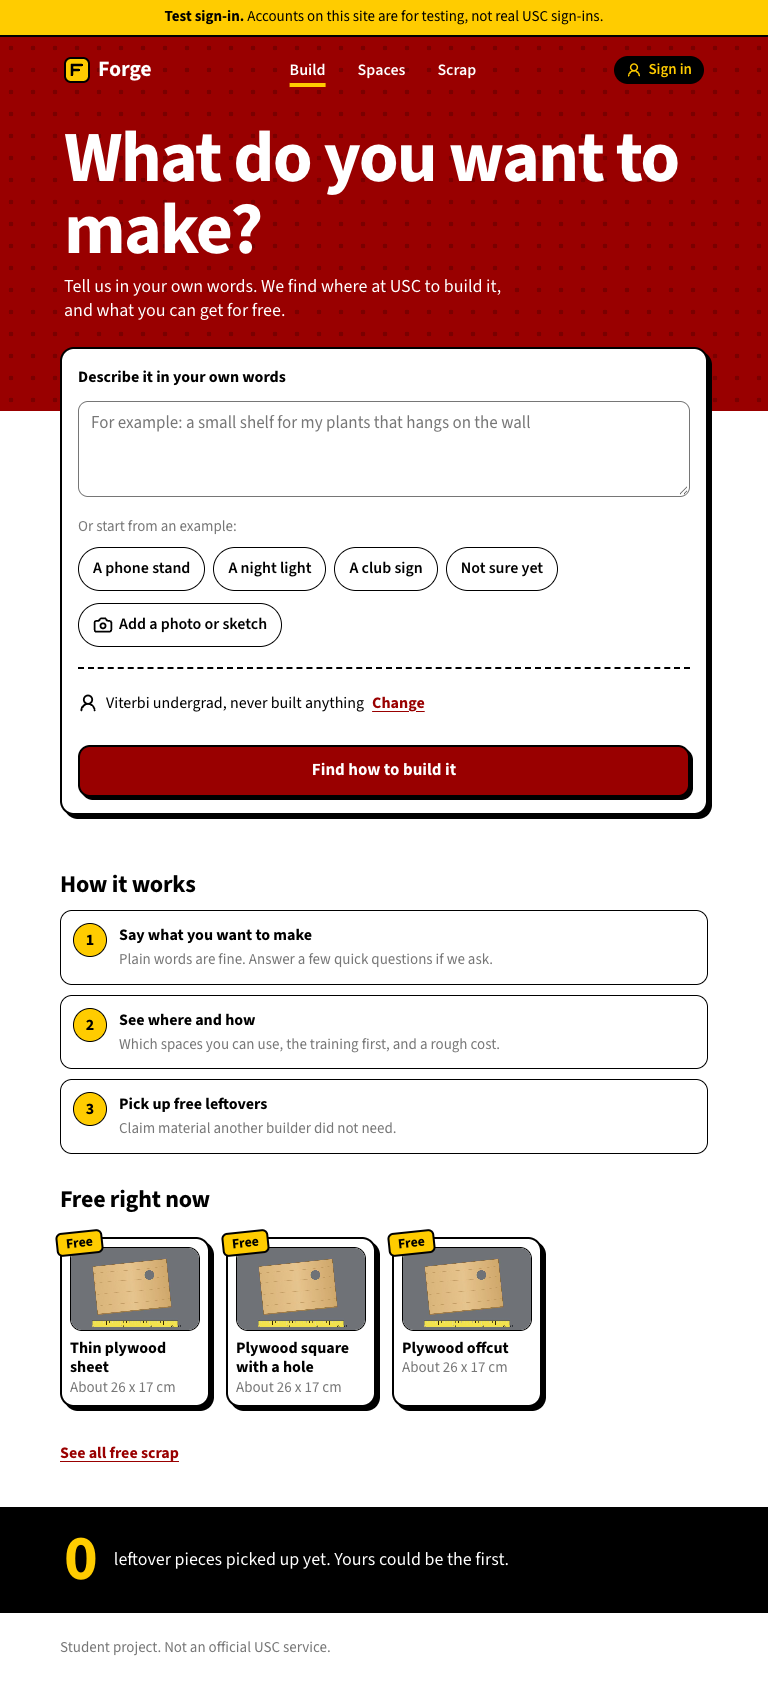 Test sign-in. Accounts on this site are for testing, not real USC sign-ins.
Forge
Build
Spaces
Scrap
Sign in
What do you want to
make?
Tell us in your own words. We find where at USC to build it,
and what you can get for free.
Describe it in your own words
For example: a small shelf for my plants that hangs on the wall
Or start from an example:
A phone stand
A night light
A club sign
Not sure yet
Add a photo or sketch
Viterbi undergrad, never built anything Change
Find how to build it
How it works
1
Say what you want to make
Plain words are fine. Answer a few quick questions if we ask.
2
See where and how
Which spaces you can use, the training first, and a rough cost.
3
Pick up free leftovers
Claim material another builder did not need.
Free right now
Free
Thin plywood
sheet
About 26 x 17 cm
Free
Plywood square
with a hole
About 26 x 17 cm
Free
Plywood offcut
About 26 x 17 cm
See all free scrap
0 leftover pieces picked up yet. Yours could be the first.
Student project. Not an official USC service.